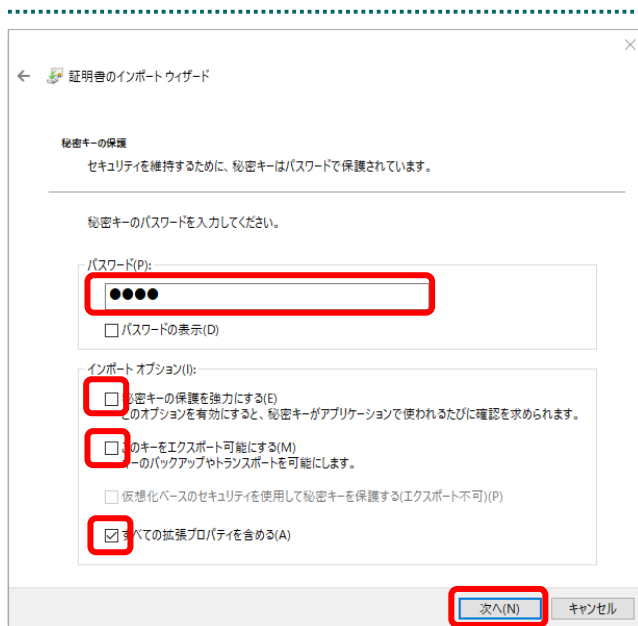 証明書のインポート ウィザード
秘密キーの保護
セキュリティを維持するために、秘密キーはパスワードで保護されています。
秘密キーのパスワードを入力してください。
パスワード(P):
●●●●
パスワードの表示(D)
インポート オプション(I):
秘密キーの保護を強力にする(E)
このオプションを有効にすると、秘密キーがアプリケーションで使われるたびに確認を求められます。
このキーをエクスポート可能にする(M)
キーのバックアップやトランスポートを可能にします。
仮想化ベースのセキュリティを使用して秘密キーを保護する(エクスポート不可)(P)
すべての拡張プロパティを含める(A)
次へ(N)
キャンセル